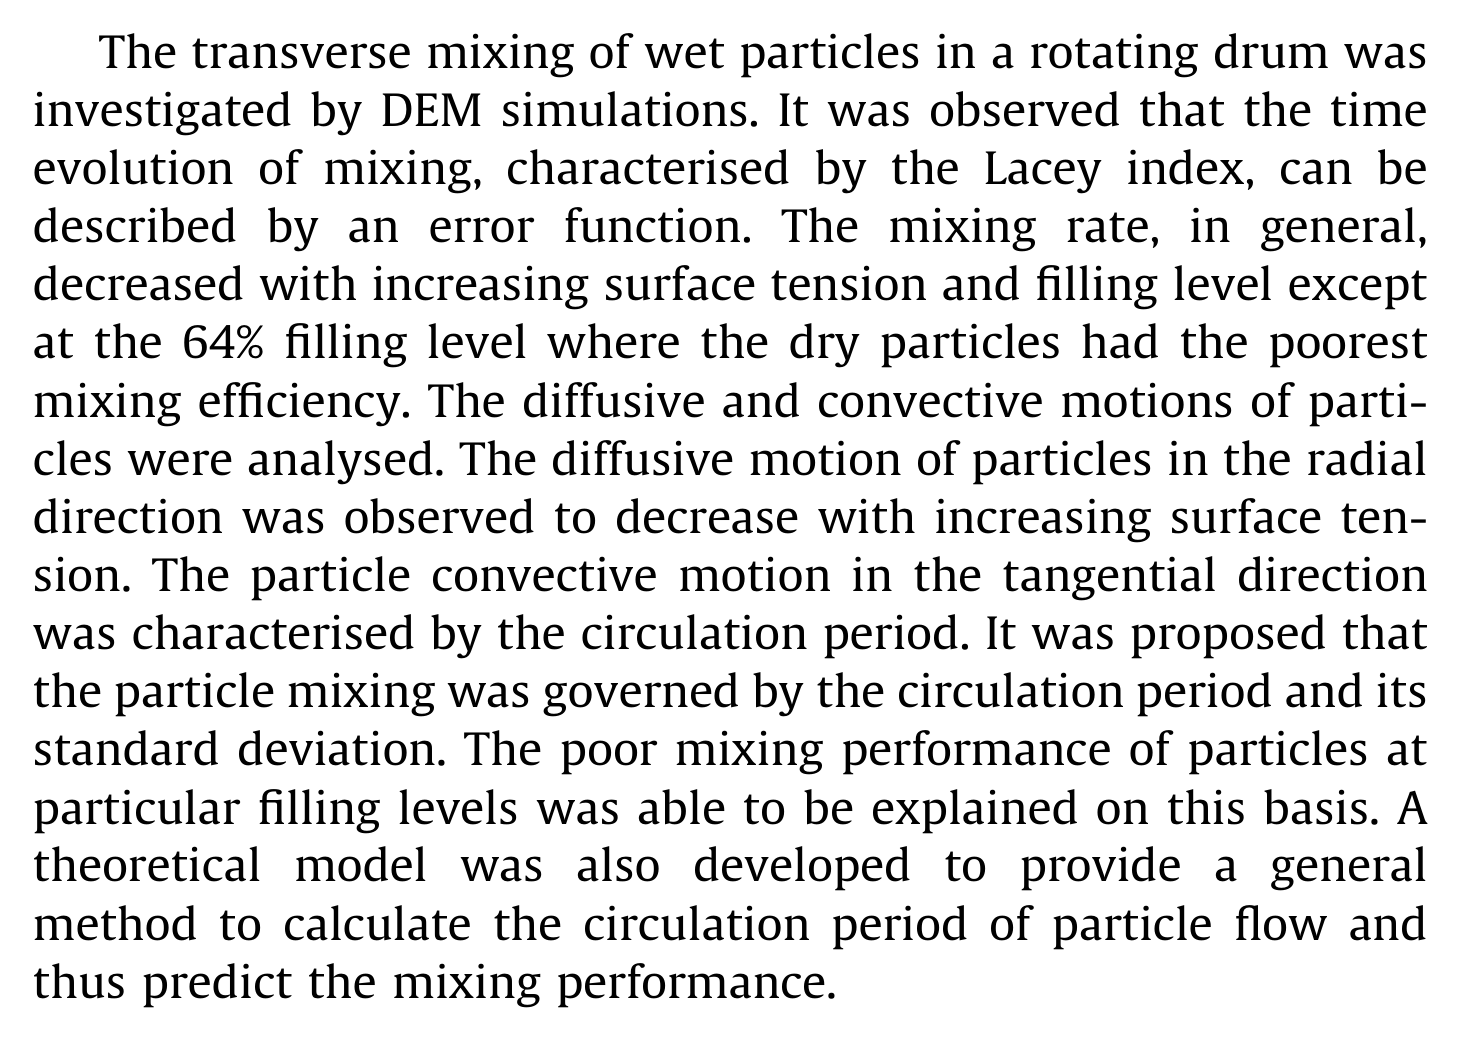 The transverse mixing of wet particles in a rotating drum was
investigated by DEM simulations. It was observed that the time
evolution of mixing, characterised by the Lacey index, can be
described by an error function. The mixing rate, in general,
decreased with increasing surface tension and filling level except
at the 64% filling level where the dry particles had the poorest
mixing efficiency. The diffusive and convective motions of parti-
cles were analysed. The diffusive motion of particles in the radial
direction was observed to decrease with increasing surface ten-
sion. The particle convective motion in the tangential direction
was characterised by the circulation period. It was proposed that
the particle mixing was governed by the circulation period and its
standard deviation. The poor mixing performance of particles at
particular filling levels was able to be explained on this basis. A
theoretical model was also developed to provide a general
method to calculate the circulation period of particle flow and
thus predict the mixing performance.